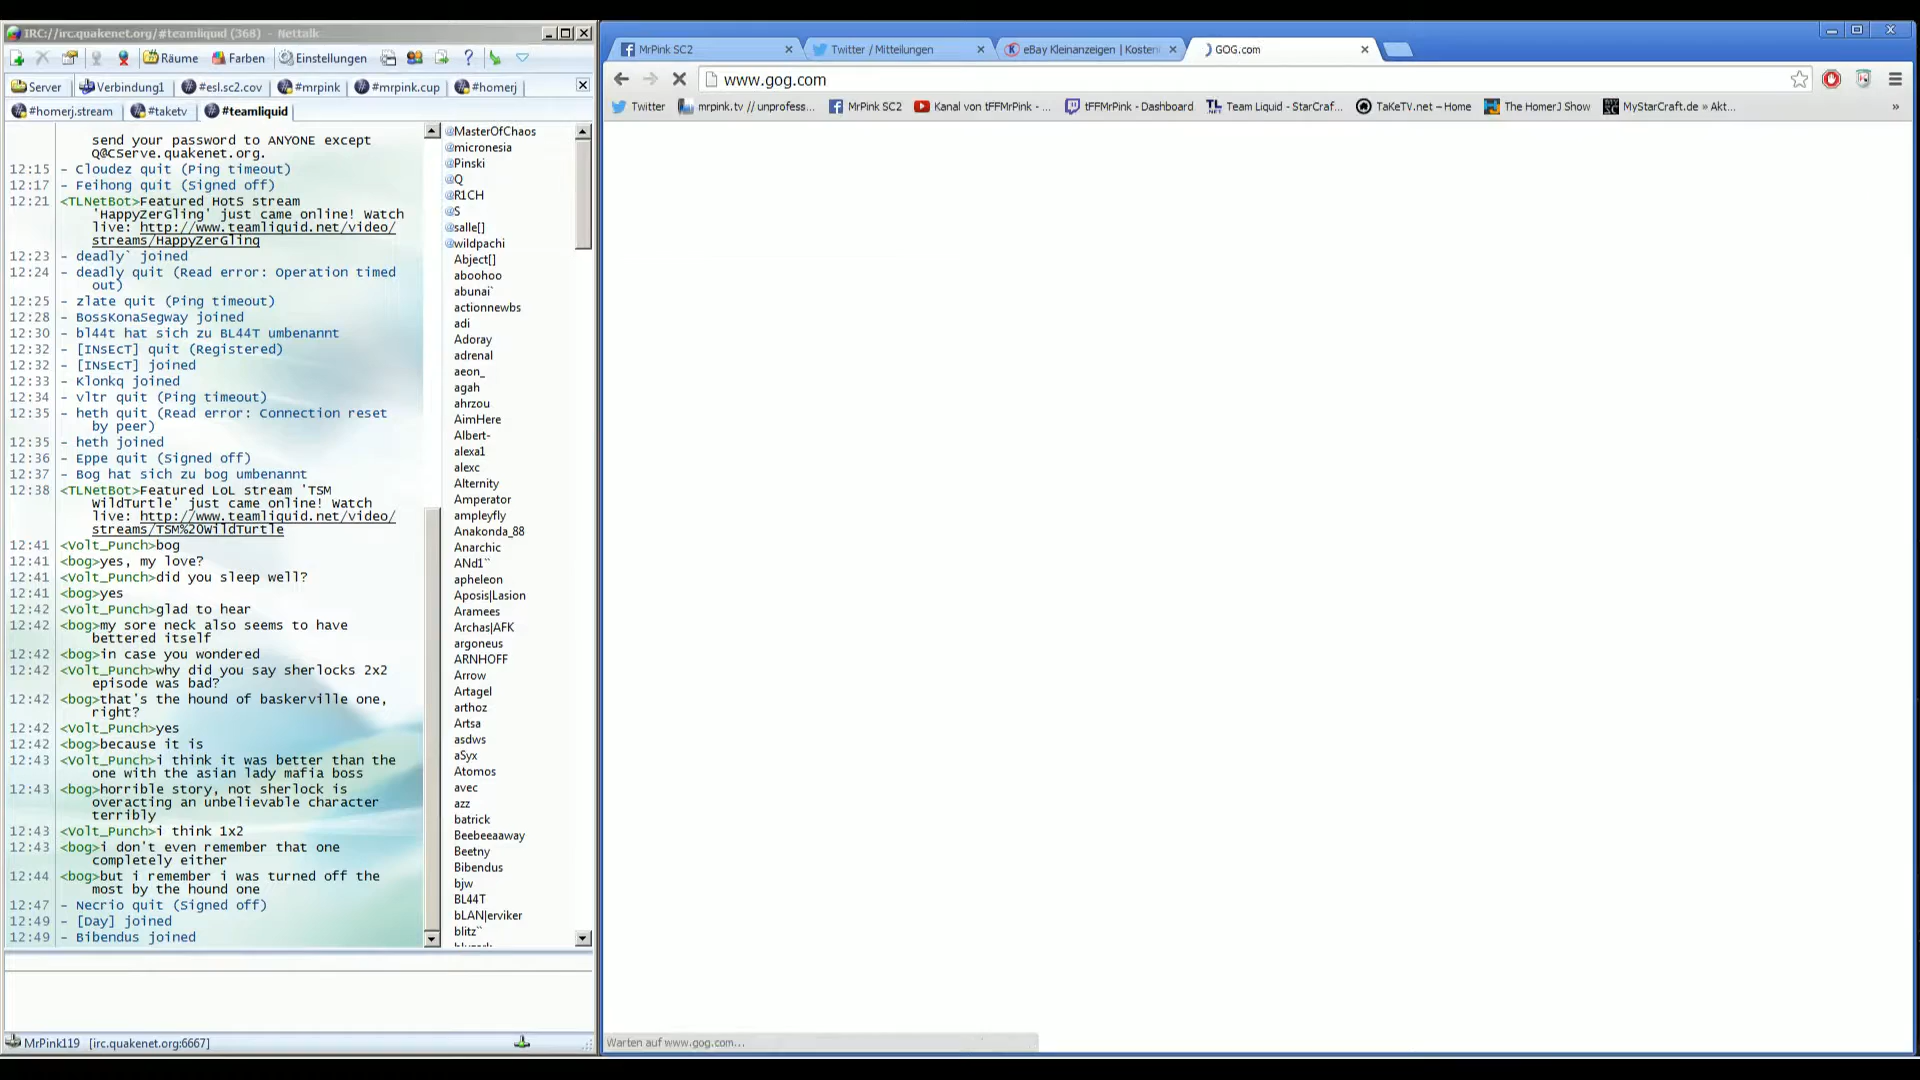 IRC://irc.quakenet.org/#teamliquid (368) - Nettalk
Räume Farben Einstellungen
Server Verbindung1 #esl.sc2.cov #mrpink #mrpink.cup #homerj
#homerj.stream #taketv #teamliquid
send your password to ANYONE except
Q@CServe.quakenet.org.
12:15 - Cloudez quit (Ping timeout)
12:17 - Feihong quit (Signed off)
12:21 <TLNetBot>Featured HotS stream
'HappyZerGling' just came online! Watch
live: http://www.teamliquid.net/video/
streams/HappyZerGling
12:23 - deadly` joined
12:24 - deadly quit (Read error: Operation timed
out)
12:25 - zlate quit (Ping timeout)
12:28 - BossKonaSegway joined
12:30 - bl44t hat sich zu BL44T umbenannt
12:32 - [INsEcT] quit (Registered)
12:32 - [INsEcT] joined
12:33 - Klonkq joined
12:34 - vltr quit (Ping timeout)
12:35 - heth quit (Read error: Connection reset
by peer)
12:35 - heth joined
12:36 - Eppe quit (Signed off)
12:37 - Bog hat sich zu bog umbenannt
12:38 <TLNetBot>Featured LoL stream 'TSM
WildTurtle' just came online! Watch
live: http://www.teamliquid.net/video/
streams/TSM%20WildTurtle
12:41 <Volt_Punch>bog
12:41 <bog>yes, my love?
12:41 <Volt_Punch>did you sleep well?
12:41 <bog>yes
12:42 <Volt_Punch>glad to hear
12:42 <bog>my sore neck also seems to have
bettered itself
12:42 <bog>in case you wondered
12:42 <Volt_Punch>why did you say sherlocks 2x2
episode was bad?
12:42 <bog>that's the hound of baskerville one,
right?
12:42 <Volt_Punch>yes
12:42 <bog>because it is
12:43 <Volt_Punch>i think it was better than the
one with the asian lady mafia boss
12:43 <bog>horrible story, not sherlock is
overacting an unbelievable character
terribly
12:43 <Volt_Punch>i think 1x2
12:43 <bog>i don't even remember that one
completely either
12:44 <bog>but i remember i was turned off the
most by the hound one
12:47 - Necrio quit (Signed off)
12:49 - [Day] joined
12:49 - Bibendus joined
@MasterOfChaos
@micronesia
@Pinski
@Q
@R1CH
@S
@salle[]
@wildpachi
Abject[]
aboohoo
abunai`
actionnewbs
adi
Adoray
adrenal
aeon_
agah
ahrzou
AimHere
Albert-
alexa1
alexc
Alternity
Amperator
ampleyfly
Anakonda_88
Anarchic
ANd1``
apheleon
Aposis|Lasion
Aramees
Archas|AFK
argoneus
ARNHOFF
Arrow
Artagel
arthoz
Artsa
asdws
aSyx
Atomos
avec
azz
batrick
Beebeeaaway
Beetny
Bibendus
bjw
BL44T
bLAN|erviker
blitz``
MrPink119 [irc.quakenet.org:6667]
MrPink SC2 Twitter / Mitteilungen eBay Kleinanzeigen | Kosten GOG.com
www.gog.com
Twitter mrpink.tv // unprofess... MrPink SC2 Kanal von tFFMrPink - ... tFFMrPink - Dashboard Team Liquid - StarCraf... TaKeTV.net – Home The HomerJ Show MyStarCraft.de » Akt... »
Warten auf www.gog.com...